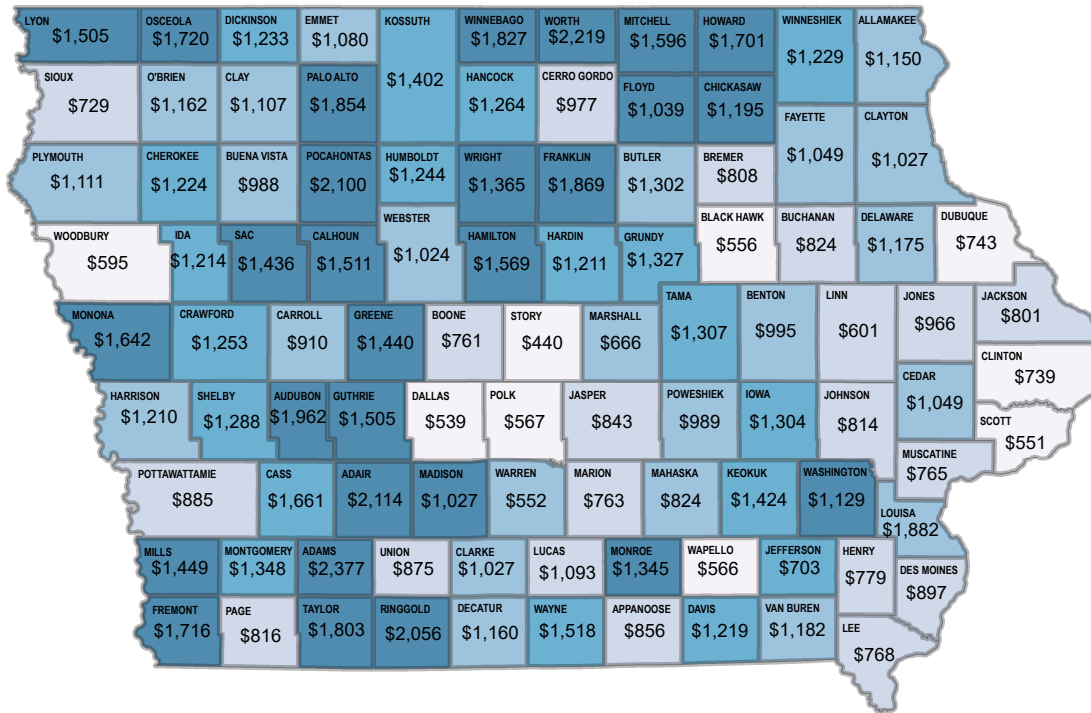 LYON
$1,505
OSCEOLA
$1,720
DICKINSON
$1,233
EMMET
$1,080
KOSSUTH
$1,402
WINNEBAGO
$1,827
WORTH
$2,219
MITCHELL
$1,596
HOWARD
$1,701
WINNESHIEK
$1,229
ALLAMAKEE
$1,150
SIOUX
$729
O'BRIEN
$1,162
CLAY
$1,107
PALO ALTO
$1,854
HANCOCK
$1,264
CERRO GORDO
$977
FLOYD
$1,039
CHICKASAW
$1,195
FAYETTE
$1,049
CLAYTON
$1,027
PLYMOUTH
$1,111
CHEROKEE
$1,224
BUENA VISTA
$988
POCAHONTAS
$2,100
HUMBOLDT
$1,244
WRIGHT
$1,365
FRANKLIN
$1,869
BUTLER
$1,302
BREMER
$808
WOODBURY
$595
IDA
$1,214
SAC
$1,436
CALHOUN
$1,511
WEBSTER
$1,024
HAMILTON
$1,569
HARDIN
$1,211
GRUNDY
$1,327
BLACK HAWK
$556
BUCHANAN
$824
DELAWARE
$1,175
DUBUQUE
$743
MONONA
$1,642
CRAWFORD
$1,253
CARROLL
$910
GREENE
$1,440
BOONE
$761
STORY
$440
MARSHALL
$666
TAMA
$1,307
BENTON
$995
LINN
$601
JONES
$966
JACKSON
$801
CLINTON
$739
HARRISON
$1,210
SHELBY
$1,288
AUDUBON
$1,962
GUTHRIE
$1,505
DALLAS
$539
POLK
$567
JASPER
$843
POWESHIEK
$989
IOWA
$1,304
JOHNSON
$814
CEDAR
$1,049
SCOTT
$551
MUSCATINE
$765
POTTAWATTAMIE
$885
CASS
$1,661
ADAIR
$2,114
MADISON
$1,027
WARREN
$552
MARION
$763
MAHASKA
$824
KEOKUK
$1,424
WASHINGTON
$1,129
LOUISA
$1,882
MILLS
$1,449
MONTGOMERY
$1,348
ADAMS
$2,377
UNION
$875
CLARKE
$1,027
LUCAS
$1,093
MONROE
$1,345
WAPELLO
$566
JEFFERSON
$703
HENRY
$779
DES MOINES
$897
FREMONT
$1,716
PAGE
$816
TAYLOR
$1,803
RINGGOLD
$2,056
DECATUR
$1,160
WAYNE
$1,518
APPANOOSE
$856
DAVIS
$1,219
VAN BUREN
$1,182
LEE
$768